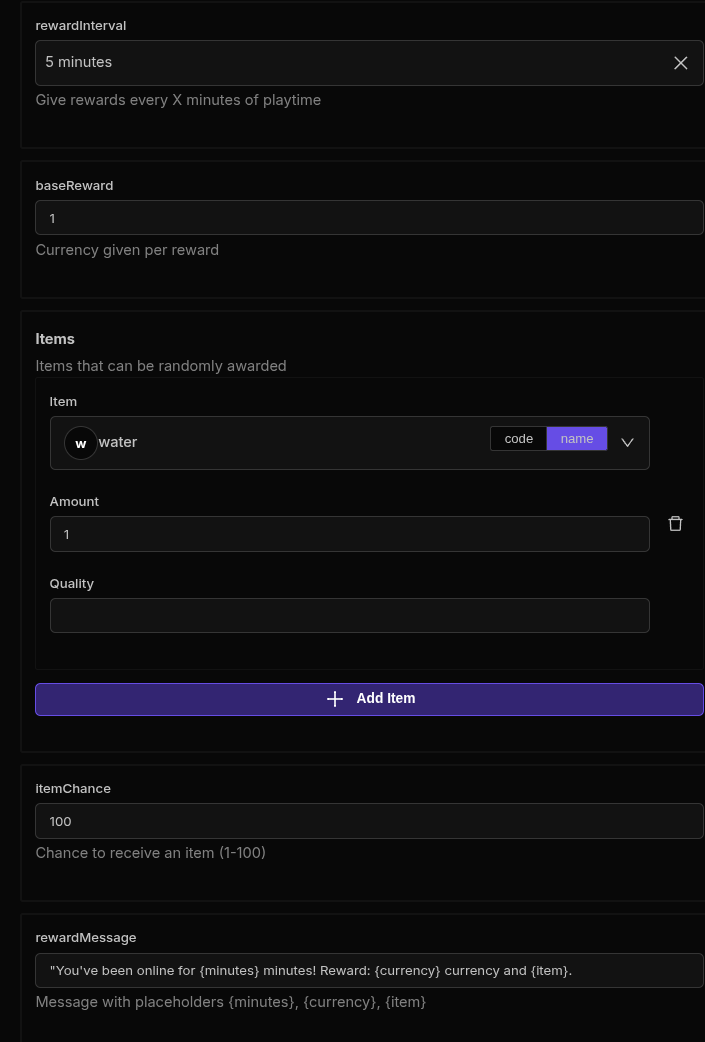 rewardInterval
5 minutes
Give rewards every X minutes of playtime
baseReward
1
Currency given per reward
Items
Items that can be randomly awarded
Item
w water code name
Amount
1
Quality
Add Item
itemChance
100
Chance to receive an item (1-100)
rewardMessage
"You've been online for {minutes} minutes! Reward: {currency} currency and {item}.
Message with placeholders {minutes}, {currency}, {item}